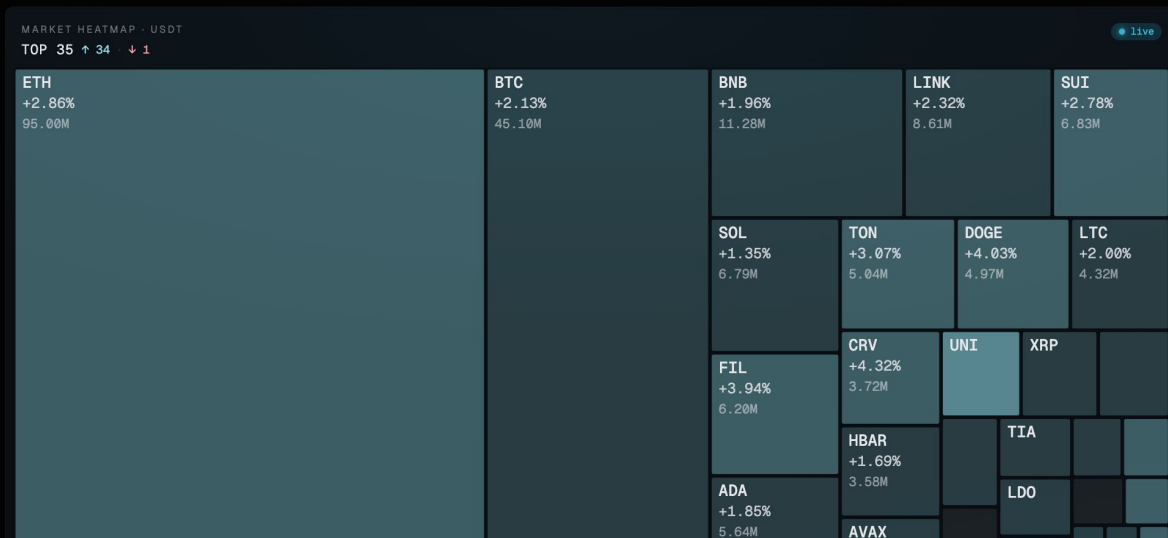 MARKET HEATMAP · USDT
TOP 35 ↑ 34 · ↓ 1
live
ETH
+2.86%
95.00M
BTC
+2.13%
45.10M
BNB
+1.96%
11.28M
LINK
+2.32%
8.61M
SUI
+2.78%
6.83M
SOL
+1.35%
6.79M
TON
+3.07%
5.04M
DOGE
+4.03%
4.97M
LTC
+2.00%
4.32M
FIL
+3.94%
6.20M
CRV
+4.32%
3.72M
UNI
XRP
HBAR
+1.69%
3.58M
TIA
LDO
ADA
+1.85%
5.64M
AVAX